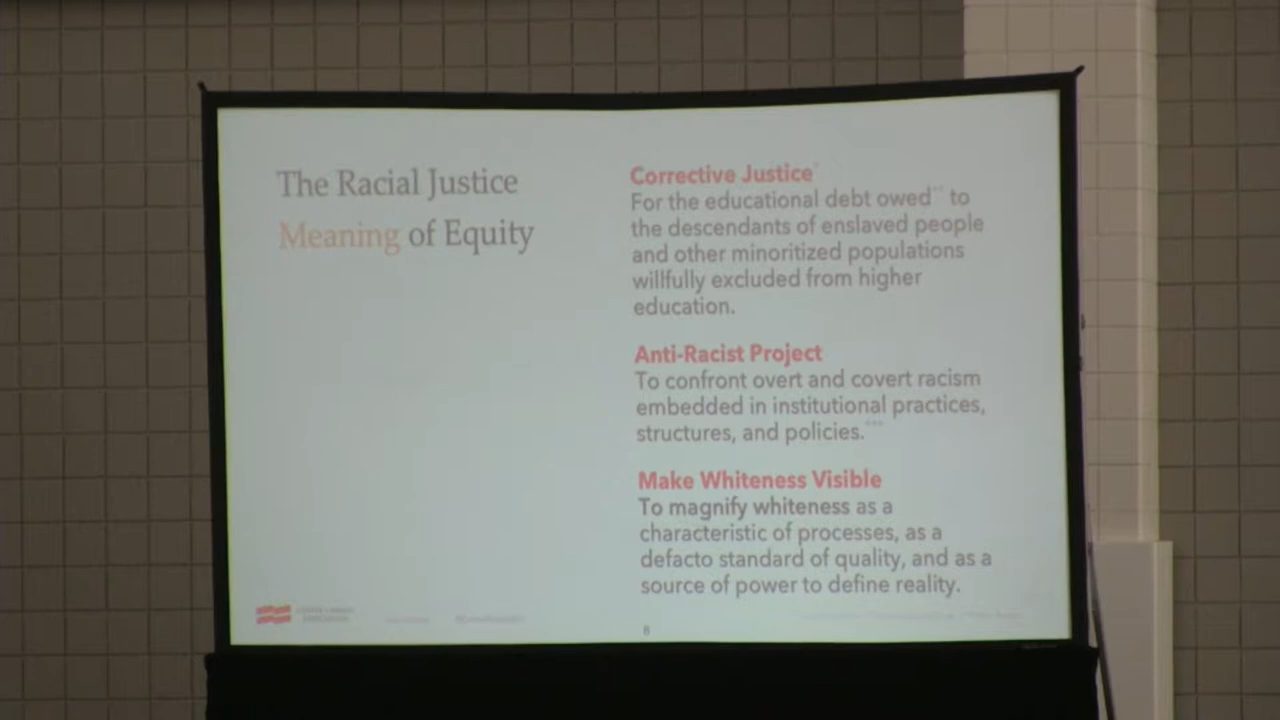 The Racial Justice
Meaning of Equity
Corrective Justice*
For the educational debt owed** to
the descendants of enslaved people
and other minoritized populations
willfully excluded from higher
education.
Anti-Racist Project
To confront overt and covert racism
embedded in institutional practices,
structures, and policies.***
Make Whiteness Visible
To magnify whiteness as a
characteristic of processes, as a
defacto standard of quality, and as a
source of power to define reality.